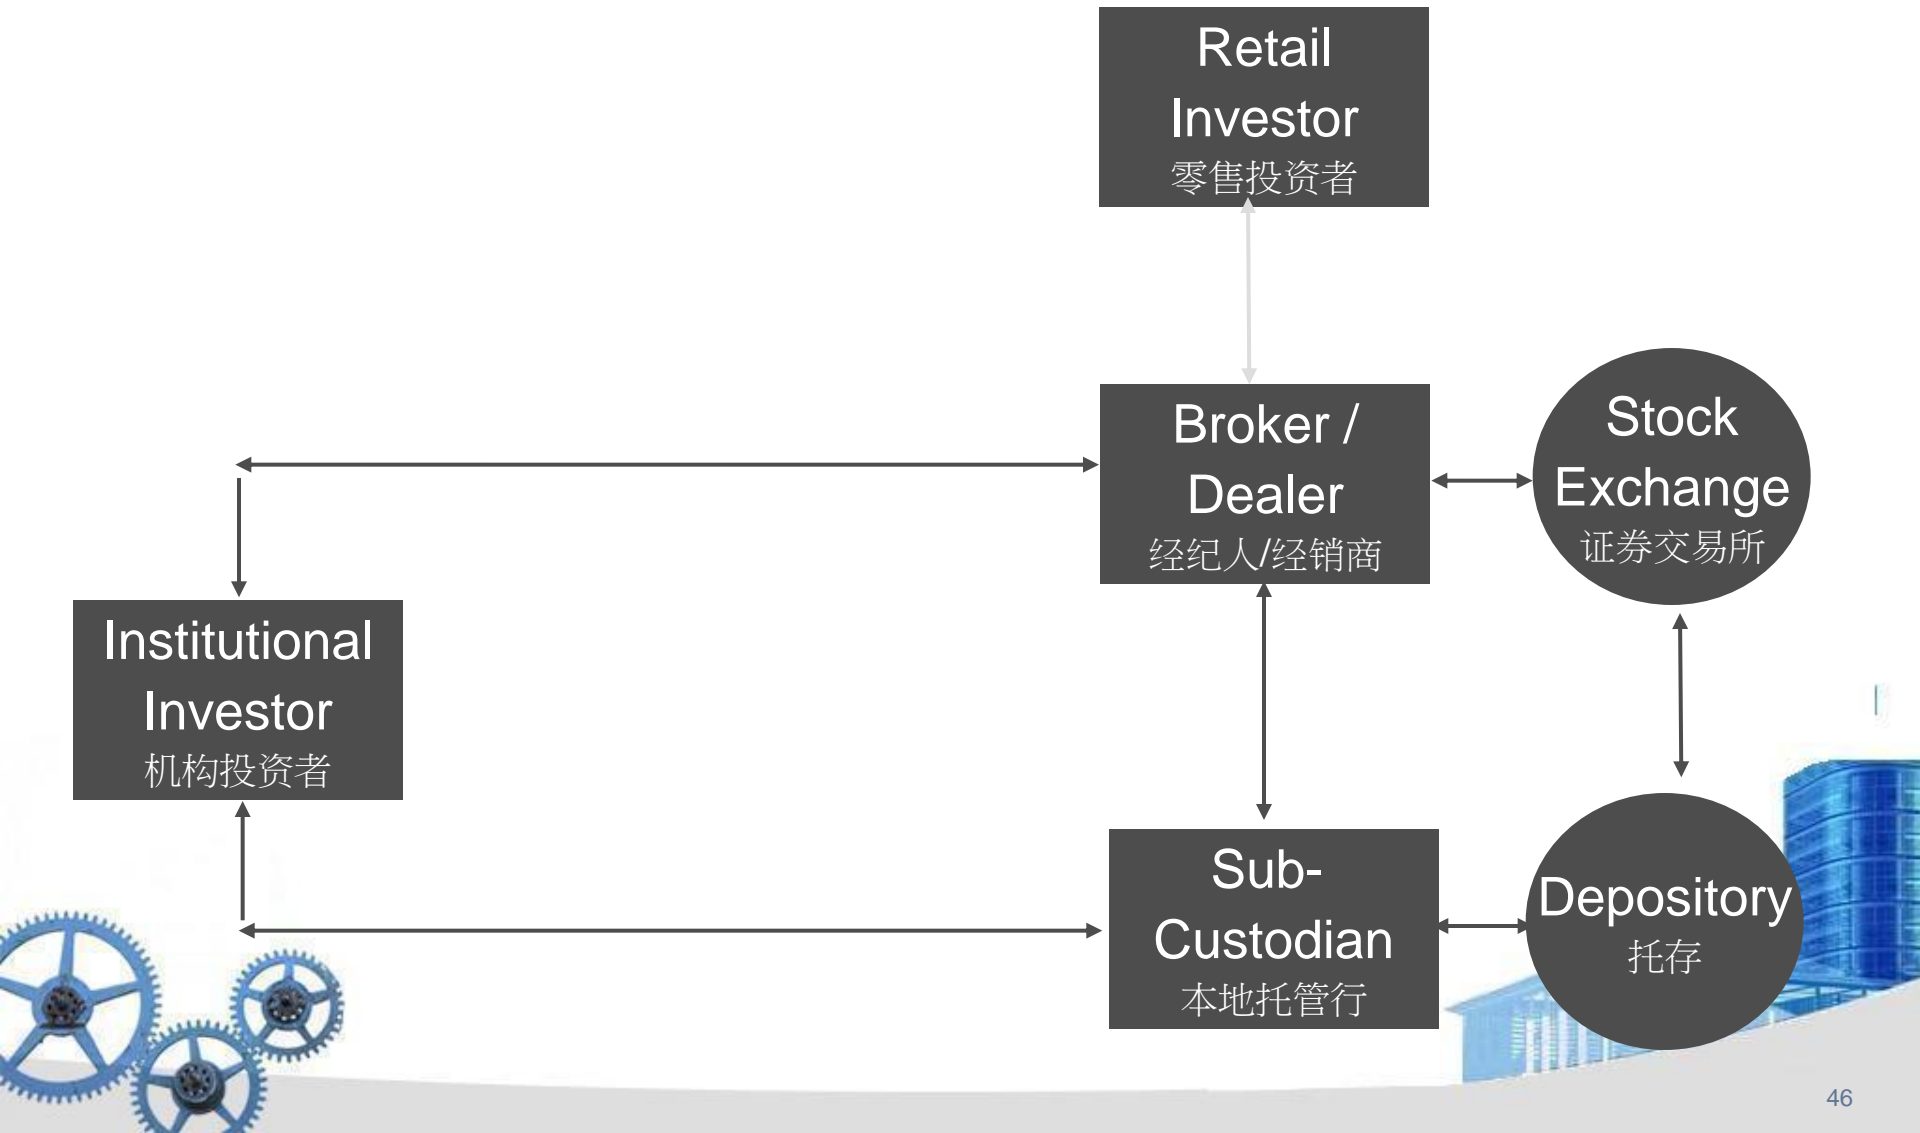 Retail
Investor
零售投资者
Broker /
Dealer
经纪人/经销商
Stock
Exchange
证券交易所
Institutional
Investor
机构投资者
Sub-
Custodian
本地托管行
Depository
托存
46